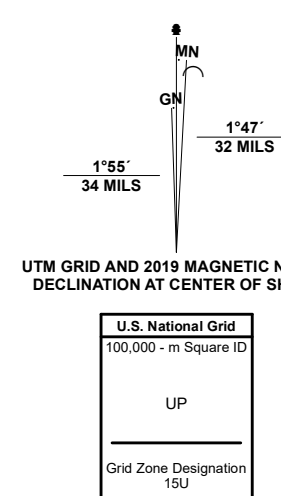 MN
GN
1°47´
32 MILS
1°55´
34 MILS
UTM GRID AND 2019 MAGNETIC N
DECLINATION AT CENTER OF SH
U.S. National Grid
100,000 - m Square ID
UP
Grid Zone Designation
15U